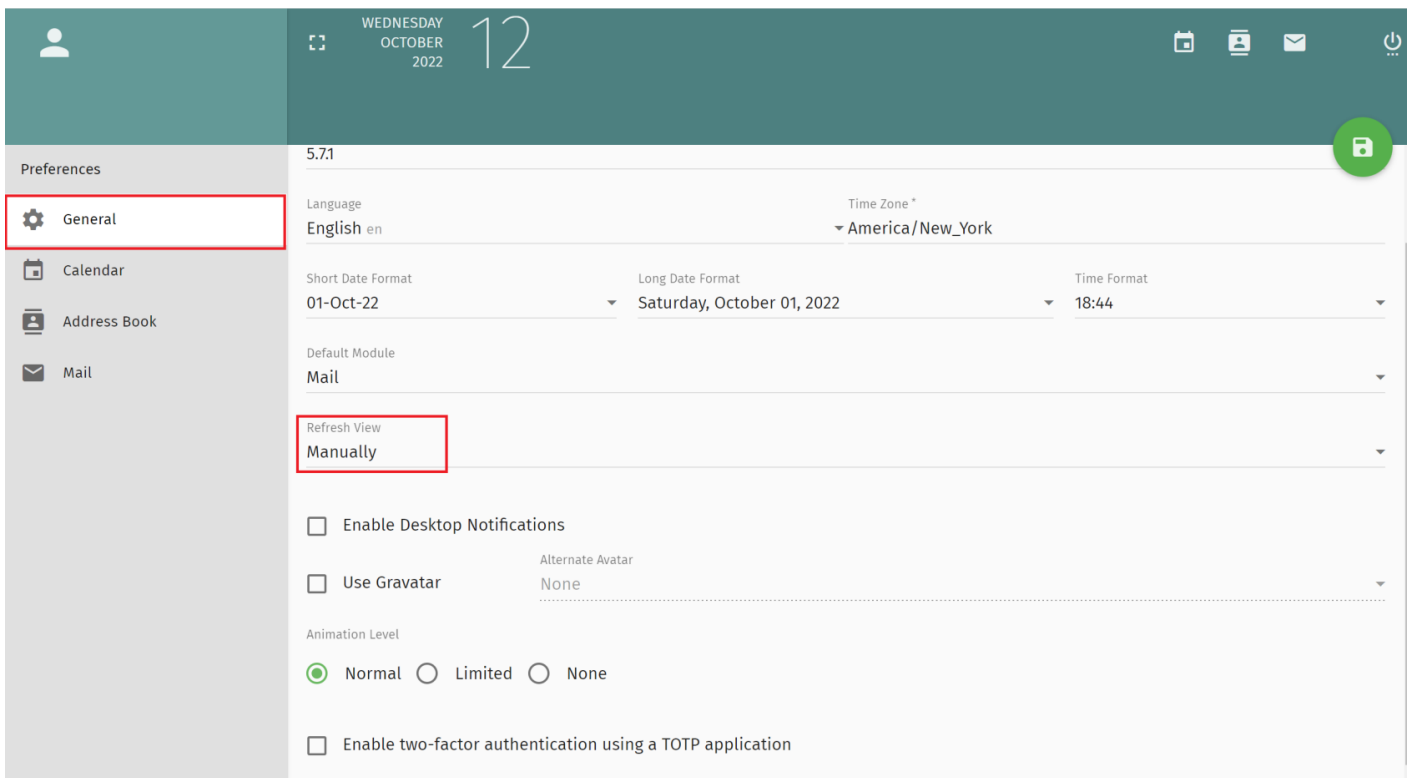 WEDNESDAY
OCTOBER
2022
12
Preferences
General
Calendar
Address Book
Mail
5.7.1
Language
English en
Time Zone *
America/New_York
Short Date Format
01-Oct-22
Long Date Format
Saturday, October 01, 2022
Time Format
18:44
Default Module
Mail
Refresh View
Manually
Enable Desktop Notifications
Use Gravatar
Alternate Avatar
None
Animation Level
Normal Limited None
Enable two-factor authentication using a TOTP application